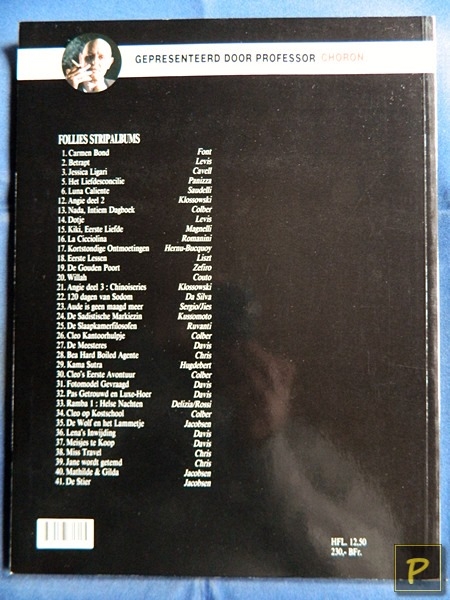 GEPRESENTEERD DOOR PROFESSOR CHORON
FOLLIES STRIPALBUMS
1. Carmen Bond Font
2. Betrapt Levis
3. Jessica Ligari Cavell
5. Het Liefdesconcilie Panizza
6. Luna Caliente Saudelli
12. Angie deel 2 Klossowski
13. Nada, Intiem Dagboek Colber
14. Dotje Levis
15. Kiki, Eerste Liefde Magnelli
16. La Cicciolina Romanini
17. Kortstondige Ontmoetingen Hernu-Bucquoy
18. Eerste Lessen Liszt
19. De Gouden Poort Zefiro
20. Willah Couto
21. Angie deel 3 : Chinoiseries Klossowski
22. 120 dagen van Sodom Da Silva
23. Aude is geen maagd meer Sergio/Jies
24. De Sadistische Markiezin Kussomoto
25. De Slaapkamerfilosofen Ruvanti
26. Cleo Kantoorhulpje Colber
27. De Meesteres Davis
28. Bea Hard Boiled Agente Chris
29. Kama Sutra Hugdebert
30. Cleo's Eerste Avontuur Colber
31. Fotomodel Gevraagd Davis
32. Pas Getrouwd en Luxe-Hoer Davis
33. Ramba 1 : Helse Nachten Delizia/Rossi
34. Cleo op Kostschool Colber
35. De Wolf en het Lammetje Jacobsen
36. Lena's Inwijding Davis
37. Meisjes te Koop Davis
38. Miss Travel Chris
39. Jane wordt getemd Chris
40. Mathilde & Gilda Jacobsen
41. De Stier Jacobsen
HFL. 12,50
230,- BFr.
P